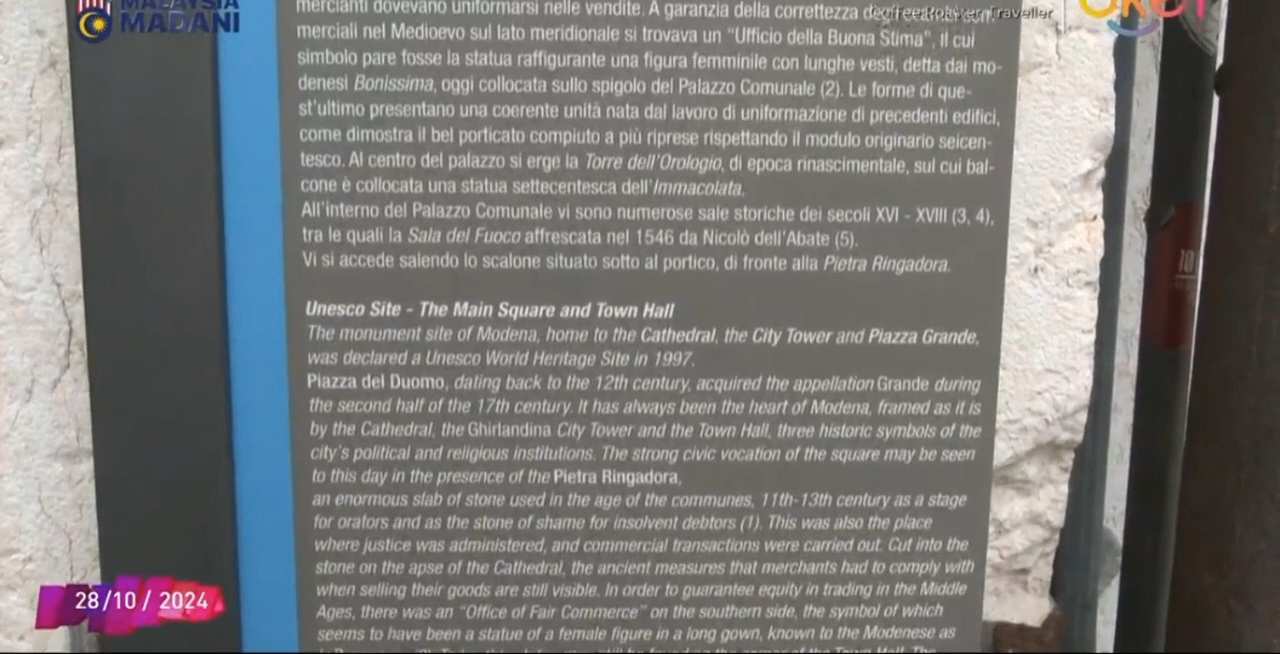 MALAYSIA
MADANI
Traveller
OKEY
mercianti dovevano uniformarsi nelle vendite. A garanzia della correttezza
merciali nel Medioevo sul lato meridionale si trovava un "Ufficio della Buona Stima", il cui
simbolo pare fosse la statua raffigurante una figura femminile con lunghe vesti, detta dai mo-
denesi Bonissima, oggi collocata sullo spigolo del Palazzo Comunale (2). Le forme di que-
st'ultimo presentano una coerente unità nata dal lavoro di uniformazione di precedenti edifici,
come dimostra il bel porticato compiuto a più riprese rispettando il modulo originario seicen-
tesco. Al centro del palazzo si erge la Torre dell'Orologio, di epoca rinascimentale, sul cui bal-
cone è collocata una statua settecentesca dell'Immacolata.
All'interno del Palazzo Comunale vi sono numerose sale storiche dei secoli XVI - XVIII (3, 4),
tra le quali la Sala del Fuoco affrescata nel 1546 da Nicolò dell'Abate (5).
Vi si accede salendo lo scalone situato sotto al portico, di fronte alla Pietra Ringadora.
Unesco Site - The Main Square and Town Hall
The monument site of Modena, home to the Cathedral, the City Tower and Piazza Grande,
was declared a Unesco World Heritage Site in 1997.
Piazza del Duomo, dating back to the 12th century, acquired the appellation Grande during
the second half of the 17th century. It has always been the heart of Modena, framed as it is
by the Cathedral, the Ghirlandina City Tower and the Town Hall, three historic symbols of the
city's political and religious institutions. The strong civic vocation of the square may be seen
to this day in the presence of the Pietra Ringadora,
an enormous slab of stone used in the age of the communes, 11th-13th century as a stage
for orators and as the stone of shame for insolvent debtors (1). This was also the place
where justice was administered, and commercial transactions were carried out. Cut into the
stone on the apse of the Cathedral, the ancient measures that merchants had to comply with
when selling their goods are still visible. In order to guarantee equity in trading in the Middle
Ages, there was an "Office of Fair Commerce" on the southern side, the symbol of which
seems to have been a statue of a female figure in a long gown, known to the Modenese as
10
28/10/2024